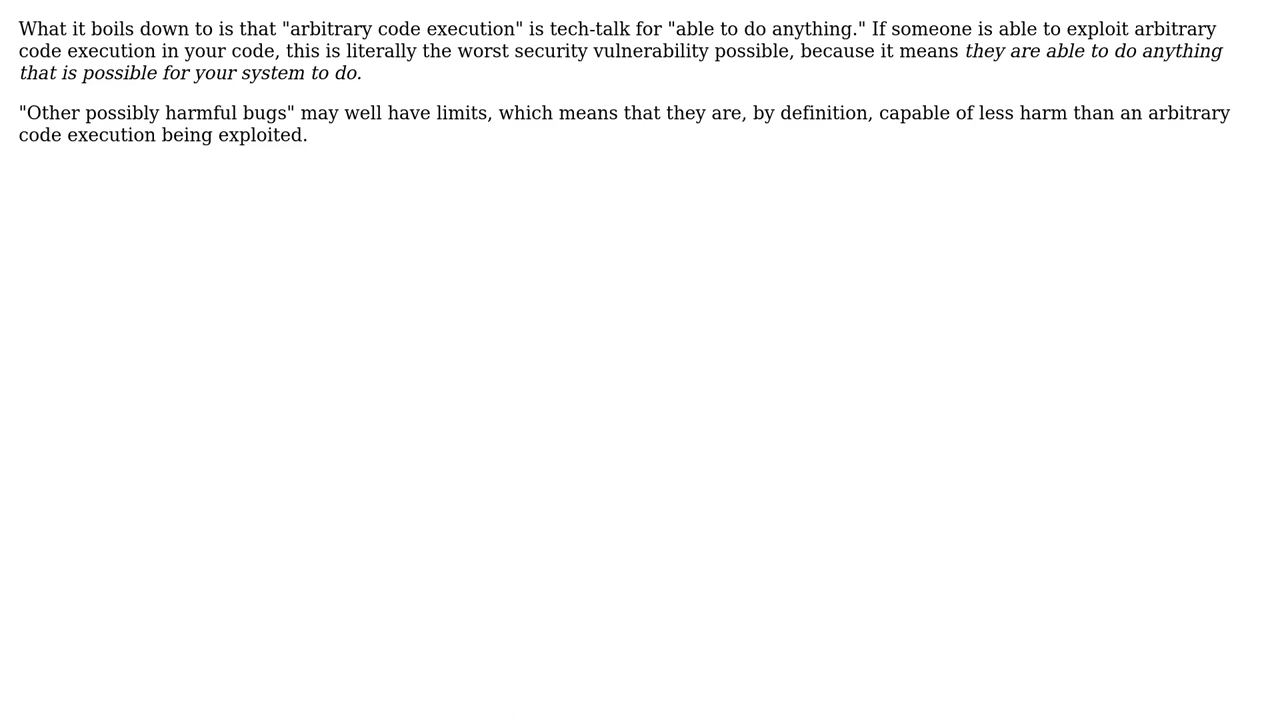 What it boils down to is that "arbitrary code execution" is tech-talk for "able to do anything." If someone is able to exploit arbitrary
code execution in your code, this is literally the worst security vulnerability possible, because it means they are able to do anything
that is possible for your system to do.
"Other possibly harmful bugs" may well have limits, which means that they are, by definition, capable of less harm than an arbitrary
code execution being exploited.